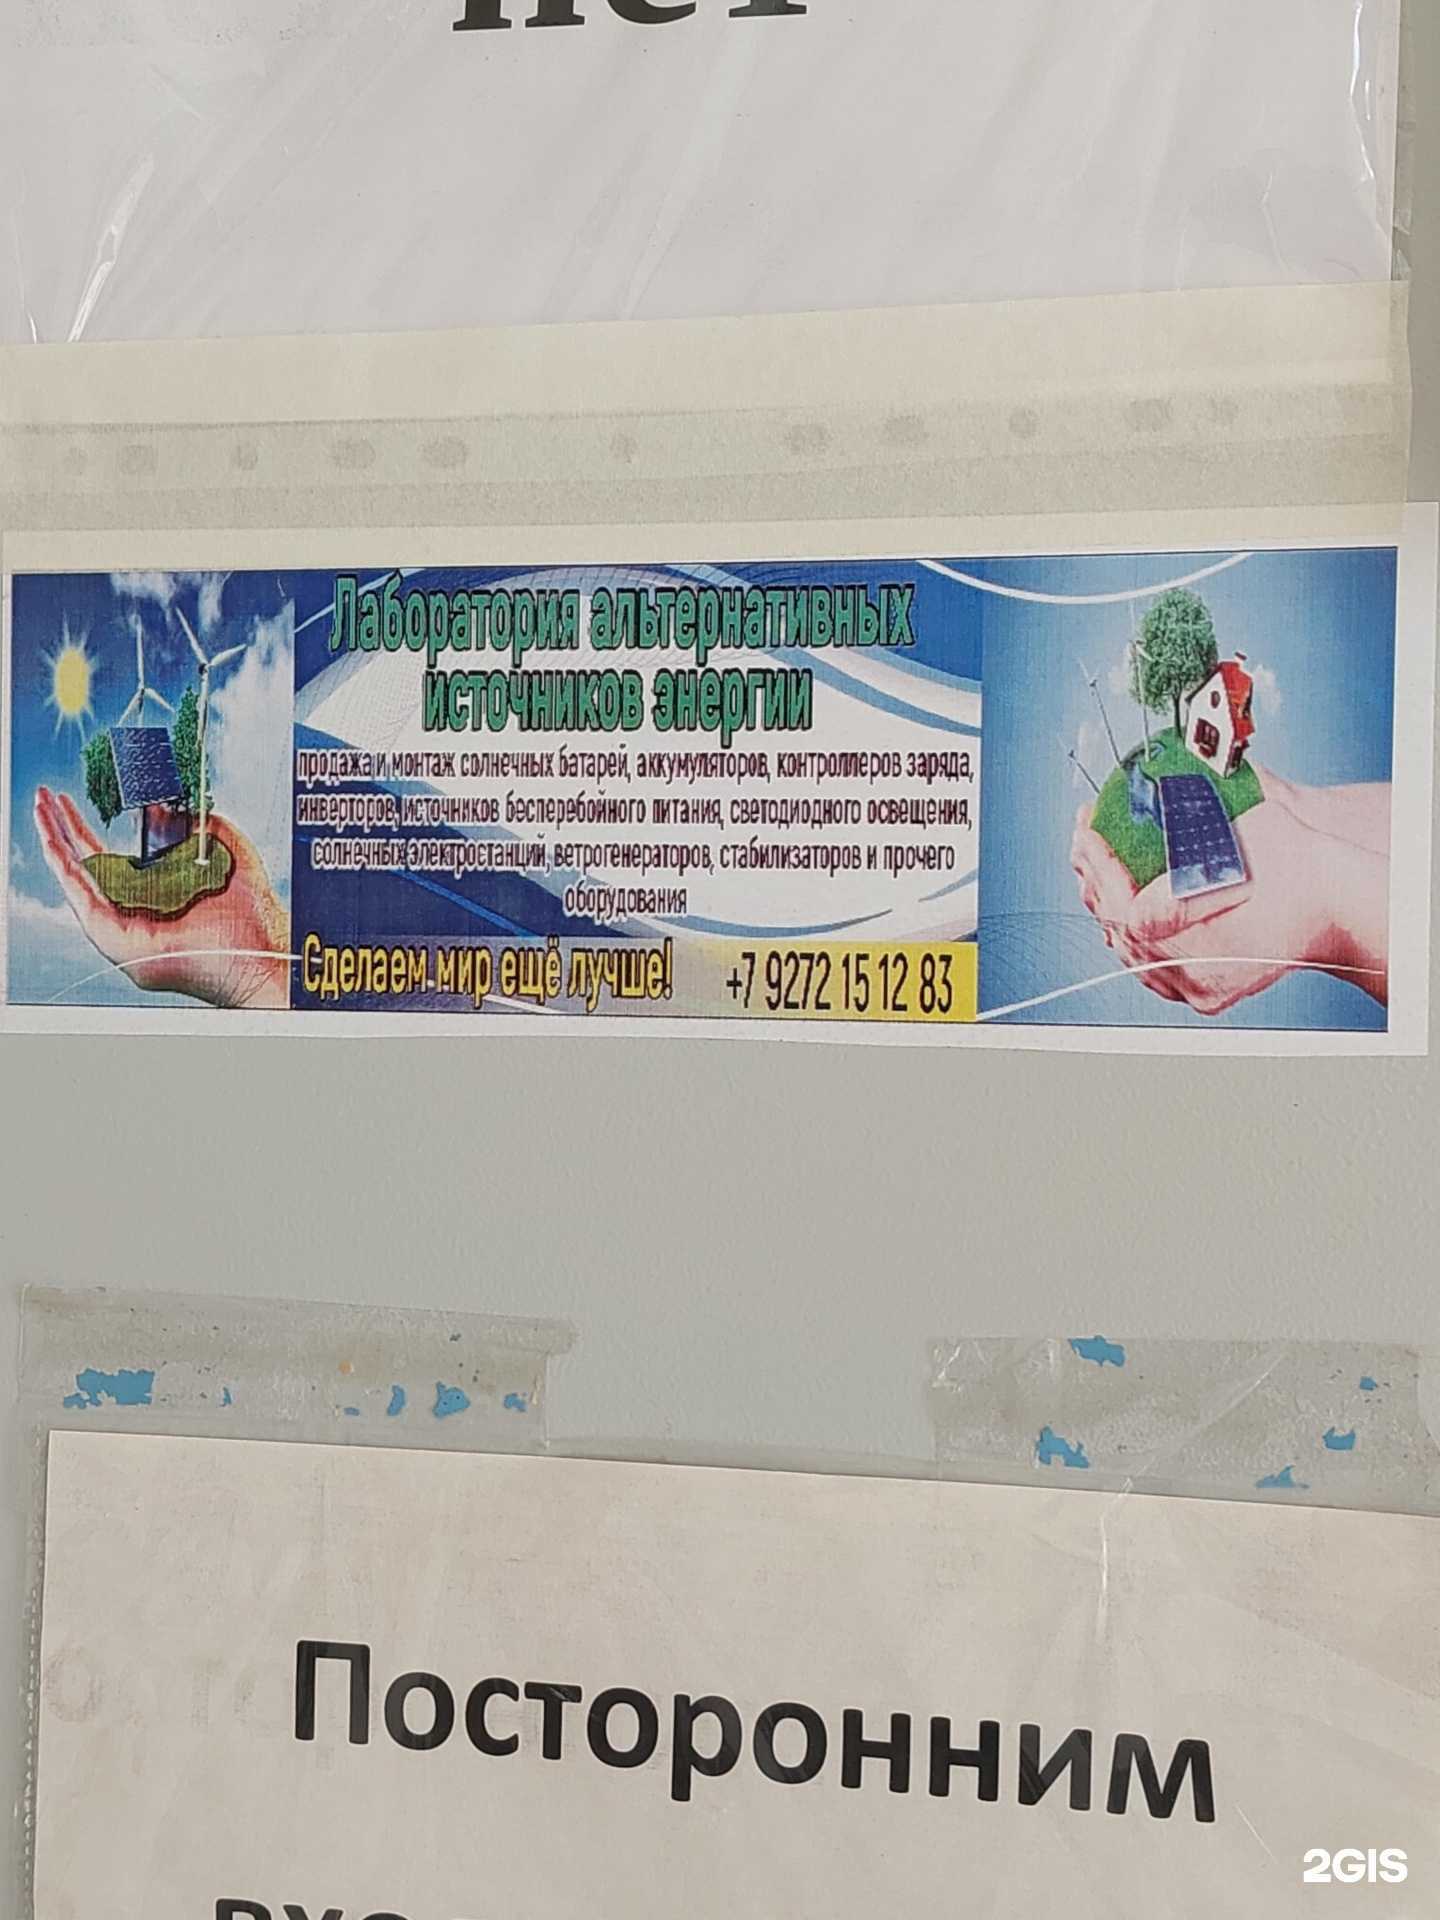 нет
Лаборатория альтернативных
источников энергии
продажа и монтаж солнечных батарей, аккумуляторов, контроллеров заряда,
инверторов, источников бесперебойного питания, светодиодного освещения,
солнечных электростанций, ветрогенераторов, стабилизаторов и прочего
оборудования
Сделаем мир ещё лучше! +7 9272 15 12 83
Посторонним
2GIS